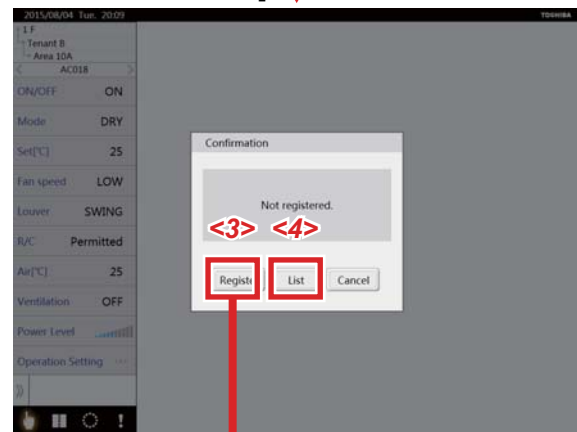 2015/08/04 Tue. 20:09 TOSHIBA
1 F
Tenant B
Area 10A
< AC018 >
ON/OFF ON
Mode DRY
Set[℃] 25
Fan speed LOW
Louver SWING
R/C Permitted
Air[℃] 25
Ventilation OFF
Power Level
Operation Setting ...
Confirmation
Not registered.
<3> <4>
Registe List Cancel